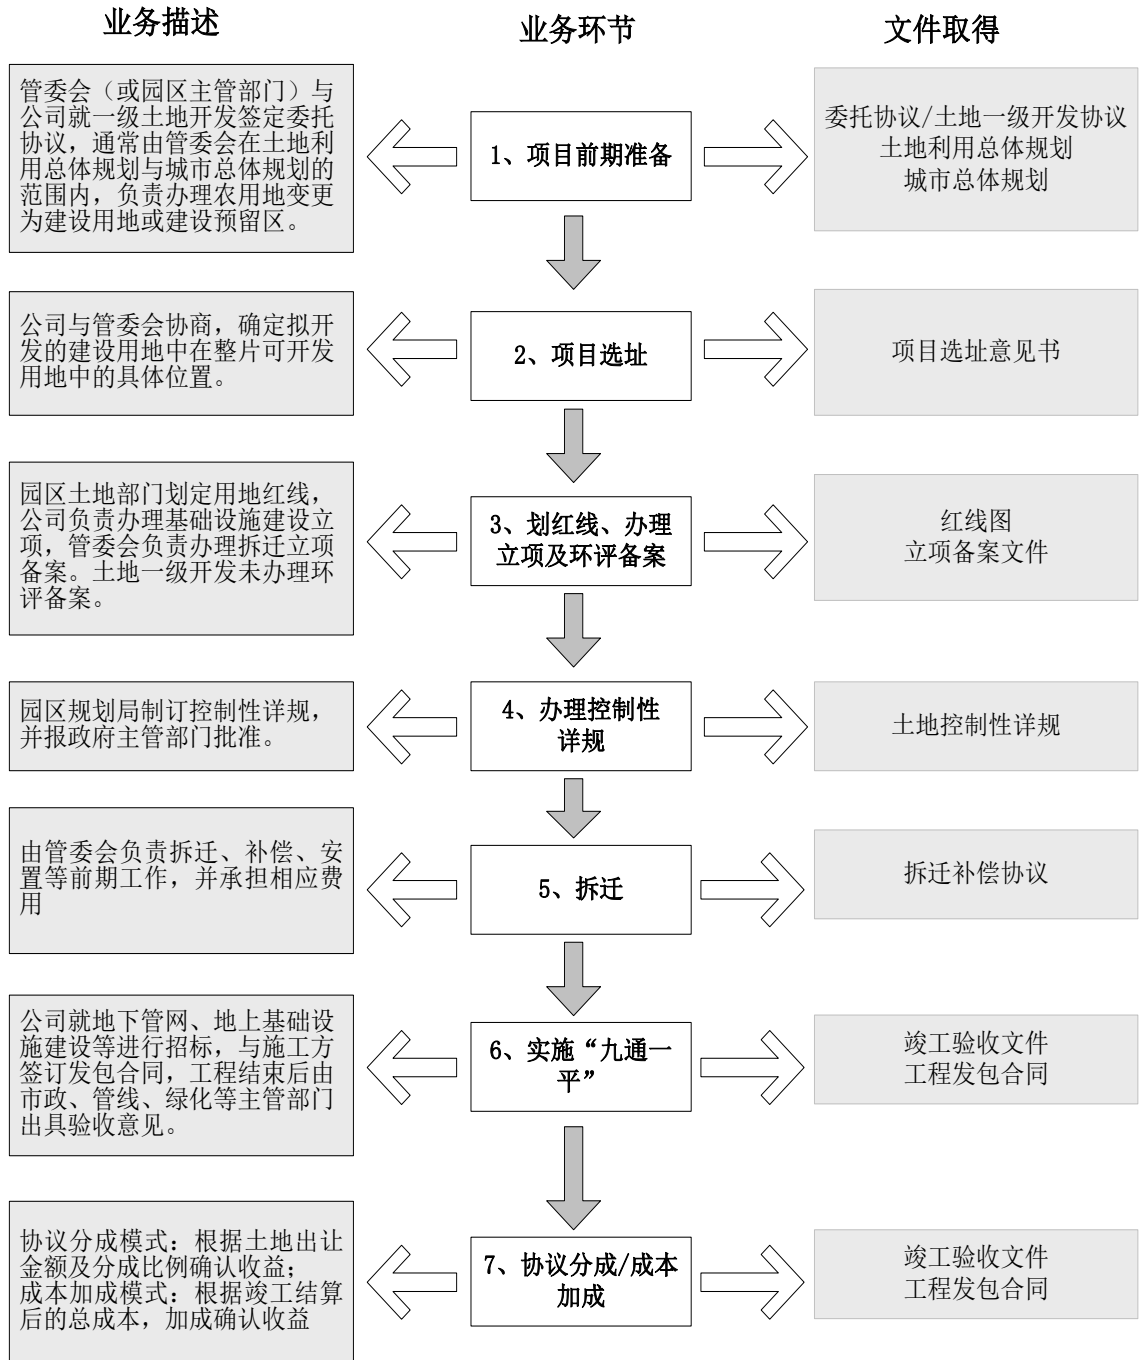 业务描述
业务环节
文件取得
管委会（或园区主管部门）与
公司就一级土地开发签定委托
协议，通常由管委会在土地利
用总体规划与城市总体规划的
范围内，负责办理农用地变更
为建设用地或建设预留区。
1、项目前期准备
委托协议/土地一级开发协议
土地利用总体规划
城市总体规划
公司与管委会协商，确定拟开
发的建设用地中在整片可开发
用地中的具体位置。
2、项目选址
项目选址意见书
园区土地部门划定用地红线，
公司负责办理基础设施建设立
项，管委会负责办理拆迁立项
备案。土地一级开发未办理环
评备案。
3、划红线、办理
立项及环评备案
红线图
立项备案文件
园区规划局制订控制性详规，
并报政府主管部门批准。
4、办理控制性
详规
土地控制性详规
由管委会负责拆迁、补偿、安
置等前期工作，并承担相应费
用
5、拆迁
拆迁补偿协议
公司就地下管网、地上基础设
施建设等进行招标，与施工方
签订发包合同，工程结束后由
市政、管线、绿化等主管部门
出具验收意见。
6、实施“九通一
平”
竣工验收文件
工程发包合同
协议分成模式：根据土地出让
金额及分成比例确认收益；
成本加成模式：根据竣工结算
后的总成本，加成确认收益
7、协议分成/成本
加成
竣工验收文件
工程发包合同